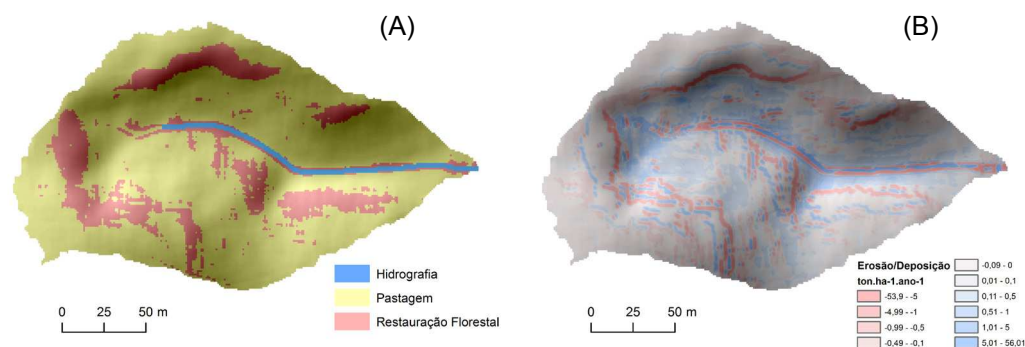 (A)
Hidrografia
Pastagem
Restauração Florestal
0 25 50 m
(B)
Erosão/Deposição
ton.ha-1.ano-1
-53,9 - -5
-4,99 - -1
-0,99 - -0,5
-0,49 - -0,1
-0,09 - 0
0,01 - 0,1
0,11 - 0,5
0,51 - 1
1,01 - 5
5,01 - 56,01
0 25 50 m